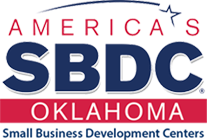 AMERICA'S
SBDC®
OKLAHOMA
Small Business Development Centers